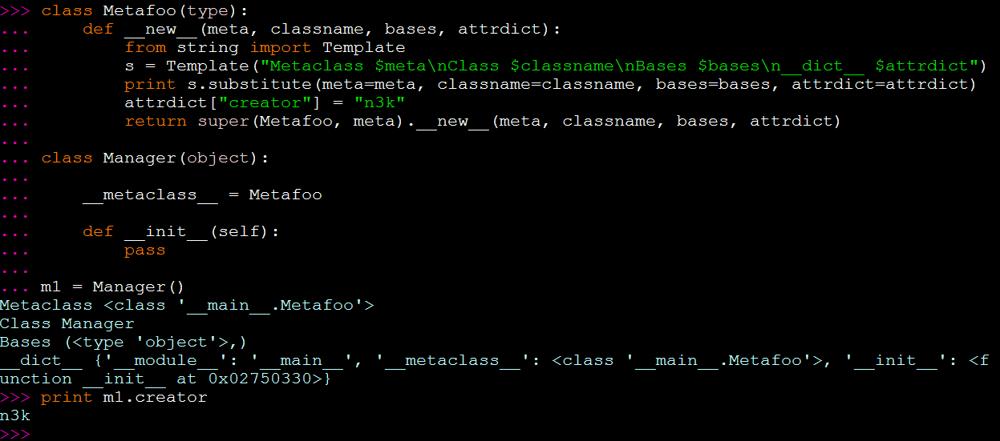 >>> class Metafoo(type):
...     def __new__(meta, classname, bases, attrdict):
...         from string import Template
...         s = Template("Metaclass $meta\nClass $classname\nBases $bases\n__dict__ $attrdict")
...         print s.substitute(meta=meta, classname=classname, bases=bases, attrdict=attrdict)
...         attrdict["creator"] = "n3k"
...         return super(Metafoo, meta).__new__(meta, classname, bases, attrdict)
...
... class Manager(object):
...
...     __metaclass__ = Metafoo
...
...     def __init__(self):
...         pass
...
... m1 = Manager()
Metaclass <class '__main__.Metafoo'>
Class Manager
Bases (<type 'object'>,)
__dict__ {'__module__': '__main__', '__metaclass__': <class '__main__.Metafoo'>, '__init__': <f
unction __init__ at 0x02750330>}
>>> print m1.creator
n3k
>>>